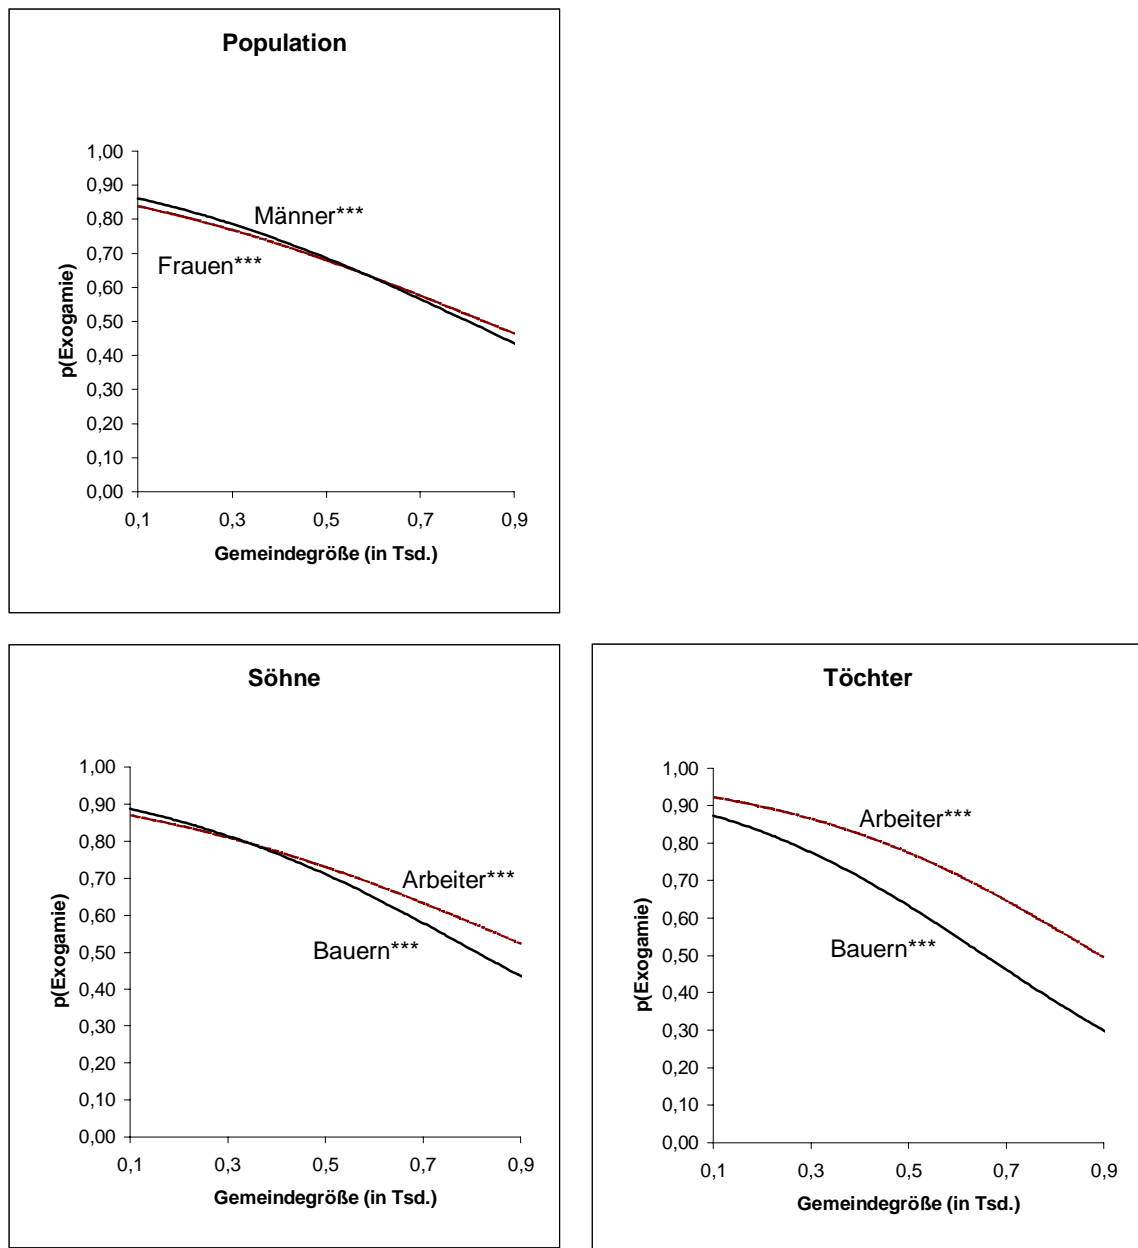 Population
1,00
0,90
0,80
0,70
0,60
0,50
0,40
0,30
0,20
0,10
0,00
p(Exogamie)
Männer***
Frauen***
0,1 0,3 0,5 0,7 0,9
Gemeindegröße (in Tsd.)
Söhne
1,00
0,90
0,80
0,70
0,60
0,50
0,40
0,30
0,20
0,10
0,00
p(Exogamie)
Arbeiter***
Bauern***
0,1 0,3 0,5 0,7 0,9
Gemeindegröße (in Tsd.)
Töchter
1,00
0,90
0,80
0,70
0,60
0,50
0,40
0,30
0,20
0,10
0,00
p(Exogamie)
Arbeiter***
Bauern***
0,1 0,3 0,5 0,7 0,9
Gemeindegröße (in Tsd.)